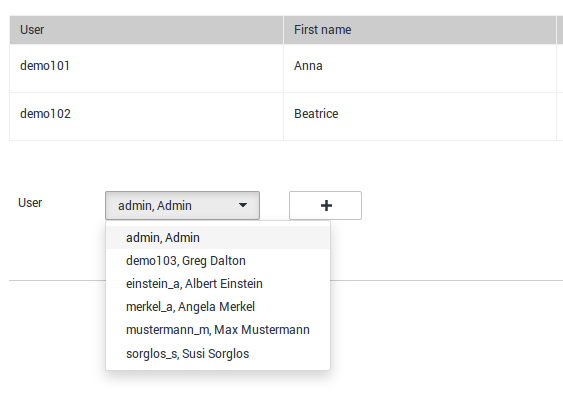 User First name
demo101 Anna
demo102 Beatrice
User admin, Admin +
admin, Admin
demo103, Greg Dalton
einstein_a, Albert Einstein
merkel_a, Angela Merkel
mustermann_m, Max Mustermann
sorglos_s, Susi Sorglos